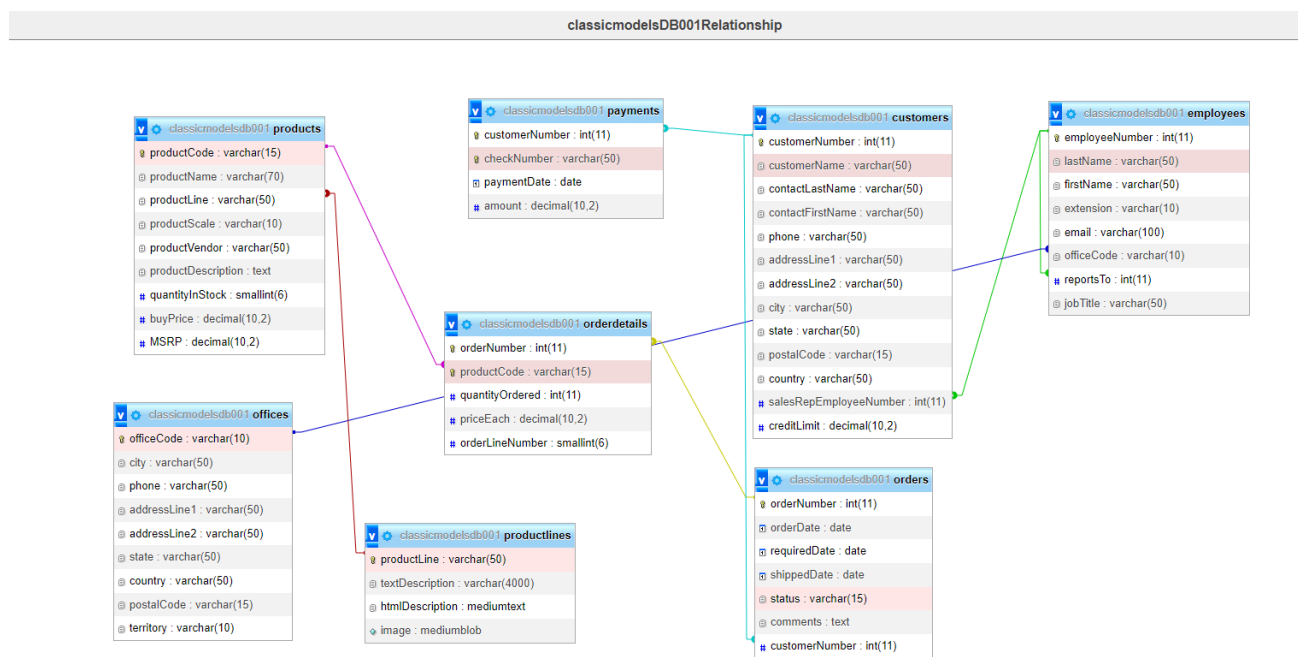 classicmodelsDB001Relationship
classicmodelsdb001 products
productCode : varchar(15)
productName : varchar(70)
productLine : varchar(50)
productScale : varchar(10)
productVendor : varchar(50)
productDescription : text
# quantityInStock : smallint(6)
# buyPrice : decimal(10,2)
# MSRP : decimal(10,2)
classicmodelsdb001 payments
customerNumber : int(11)
checkNumber : varchar(50)
paymentDate : date
# amount : decimal(10,2)
classicmodelsdb001 customers
customerNumber : int(11)
customerName : varchar(50)
contactLastName : varchar(50)
contactFirstName : varchar(50)
phone : varchar(50)
addressLine1 : varchar(50)
addressLine2 : varchar(50)
city : varchar(50)
state : varchar(50)
postalCode : varchar(15)
country : varchar(50)
# salesRepEmployeeNumber : int(11)
# creditLimit : decimal(10,2)
classicmodelsdb001 employees
employeeNumber : int(11)
lastName : varchar(50)
firstName : varchar(50)
extension : varchar(10)
email : varchar(100)
officeCode : varchar(10)
# reportsTo : int(11)
jobTitle : varchar(50)
classicmodelsdb001 orderdetails
orderNumber : int(11)
productCode : varchar(15)
# quantityOrdered : int(11)
# priceEach : decimal(10,2)
# orderLineNumber : smallint(6)
classicmodelsdb001 offices
officeCode : varchar(10)
city : varchar(50)
phone : varchar(50)
addressLine1 : varchar(50)
addressLine2 : varchar(50)
state : varchar(50)
country : varchar(50)
postalCode : varchar(15)
territory : varchar(10)
classicmodelsdb001 productlines
productLine : varchar(50)
textDescription : varchar(4000)
htmlDescription : mediumtext
image : mediumblob
classicmodelsdb001 orders
orderNumber : int(11)
orderDate : date
requiredDate : date
shippedDate : date
status : varchar(15)
comments : text
# customerNumber : int(11)